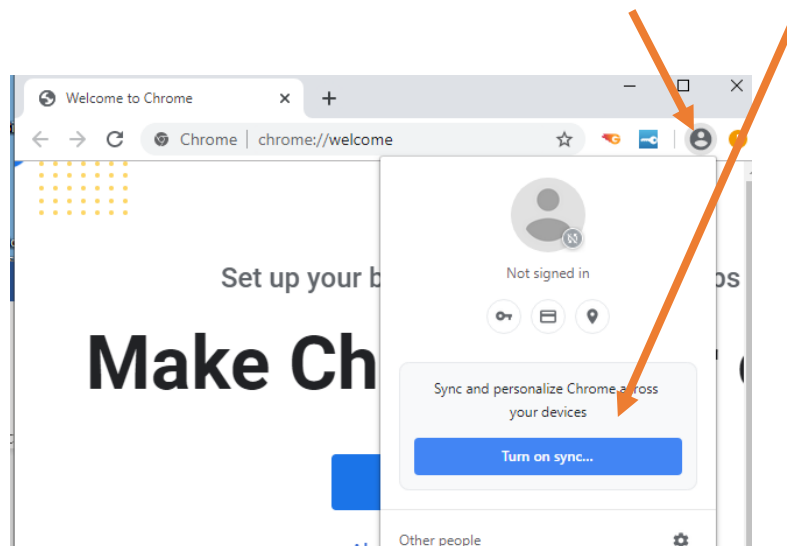 Welcome to Chrome
Chrome | chrome://welcome
Not signed in
Set up your b
Make Ch
Sync and personalize Chrome across
your devices
Turn on sync...
Other people